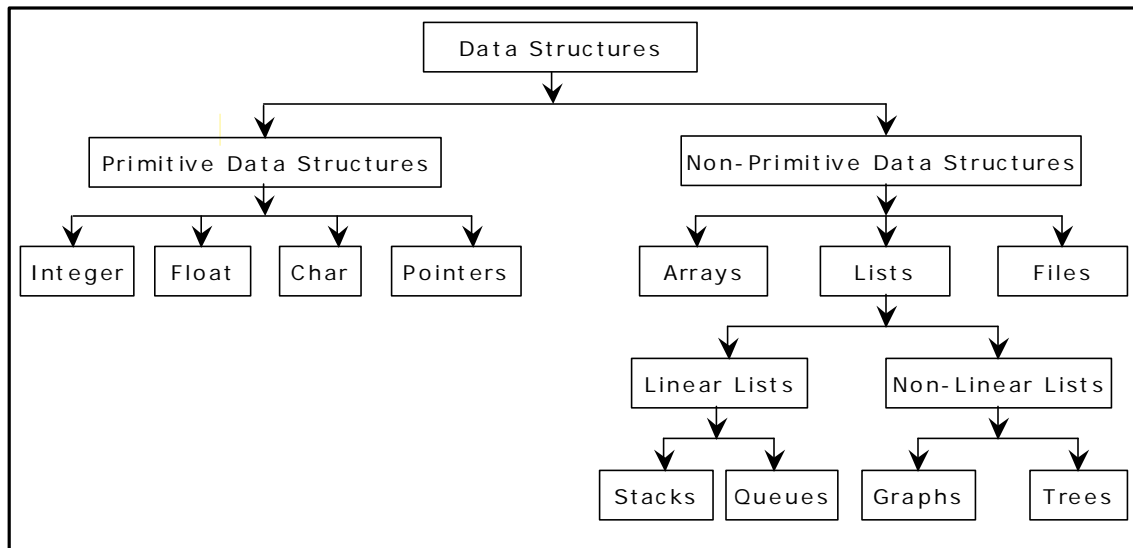 Data Structures
Primitive Data Structures
Non-Primitive Data Structures
Integer
Float
Char
Pointers
Arrays
Lists
Files
Linear Lists
Non-Linear Lists
Stacks
Queues
Graphs
Trees